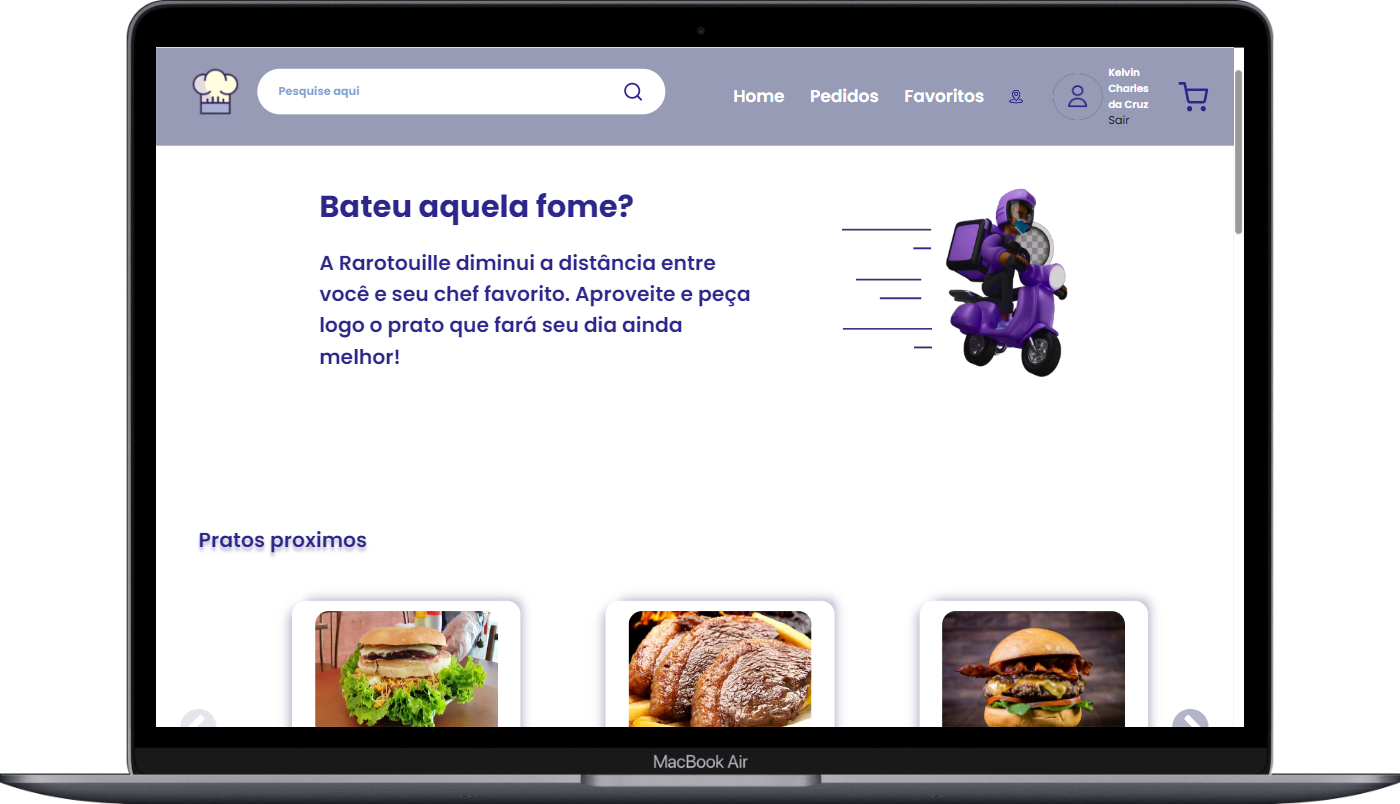 Pesquise aqui
Home Pedidos Favoritos
Kelvin
Charles
da Cruz
Sair
Bateu aquela fome?
A Rarotouille diminui a distância entre
você e seu chef favorito. Aproveite e peça
logo o prato que fará seu dia ainda
melhor!
Pratos proximos
MacBook Air